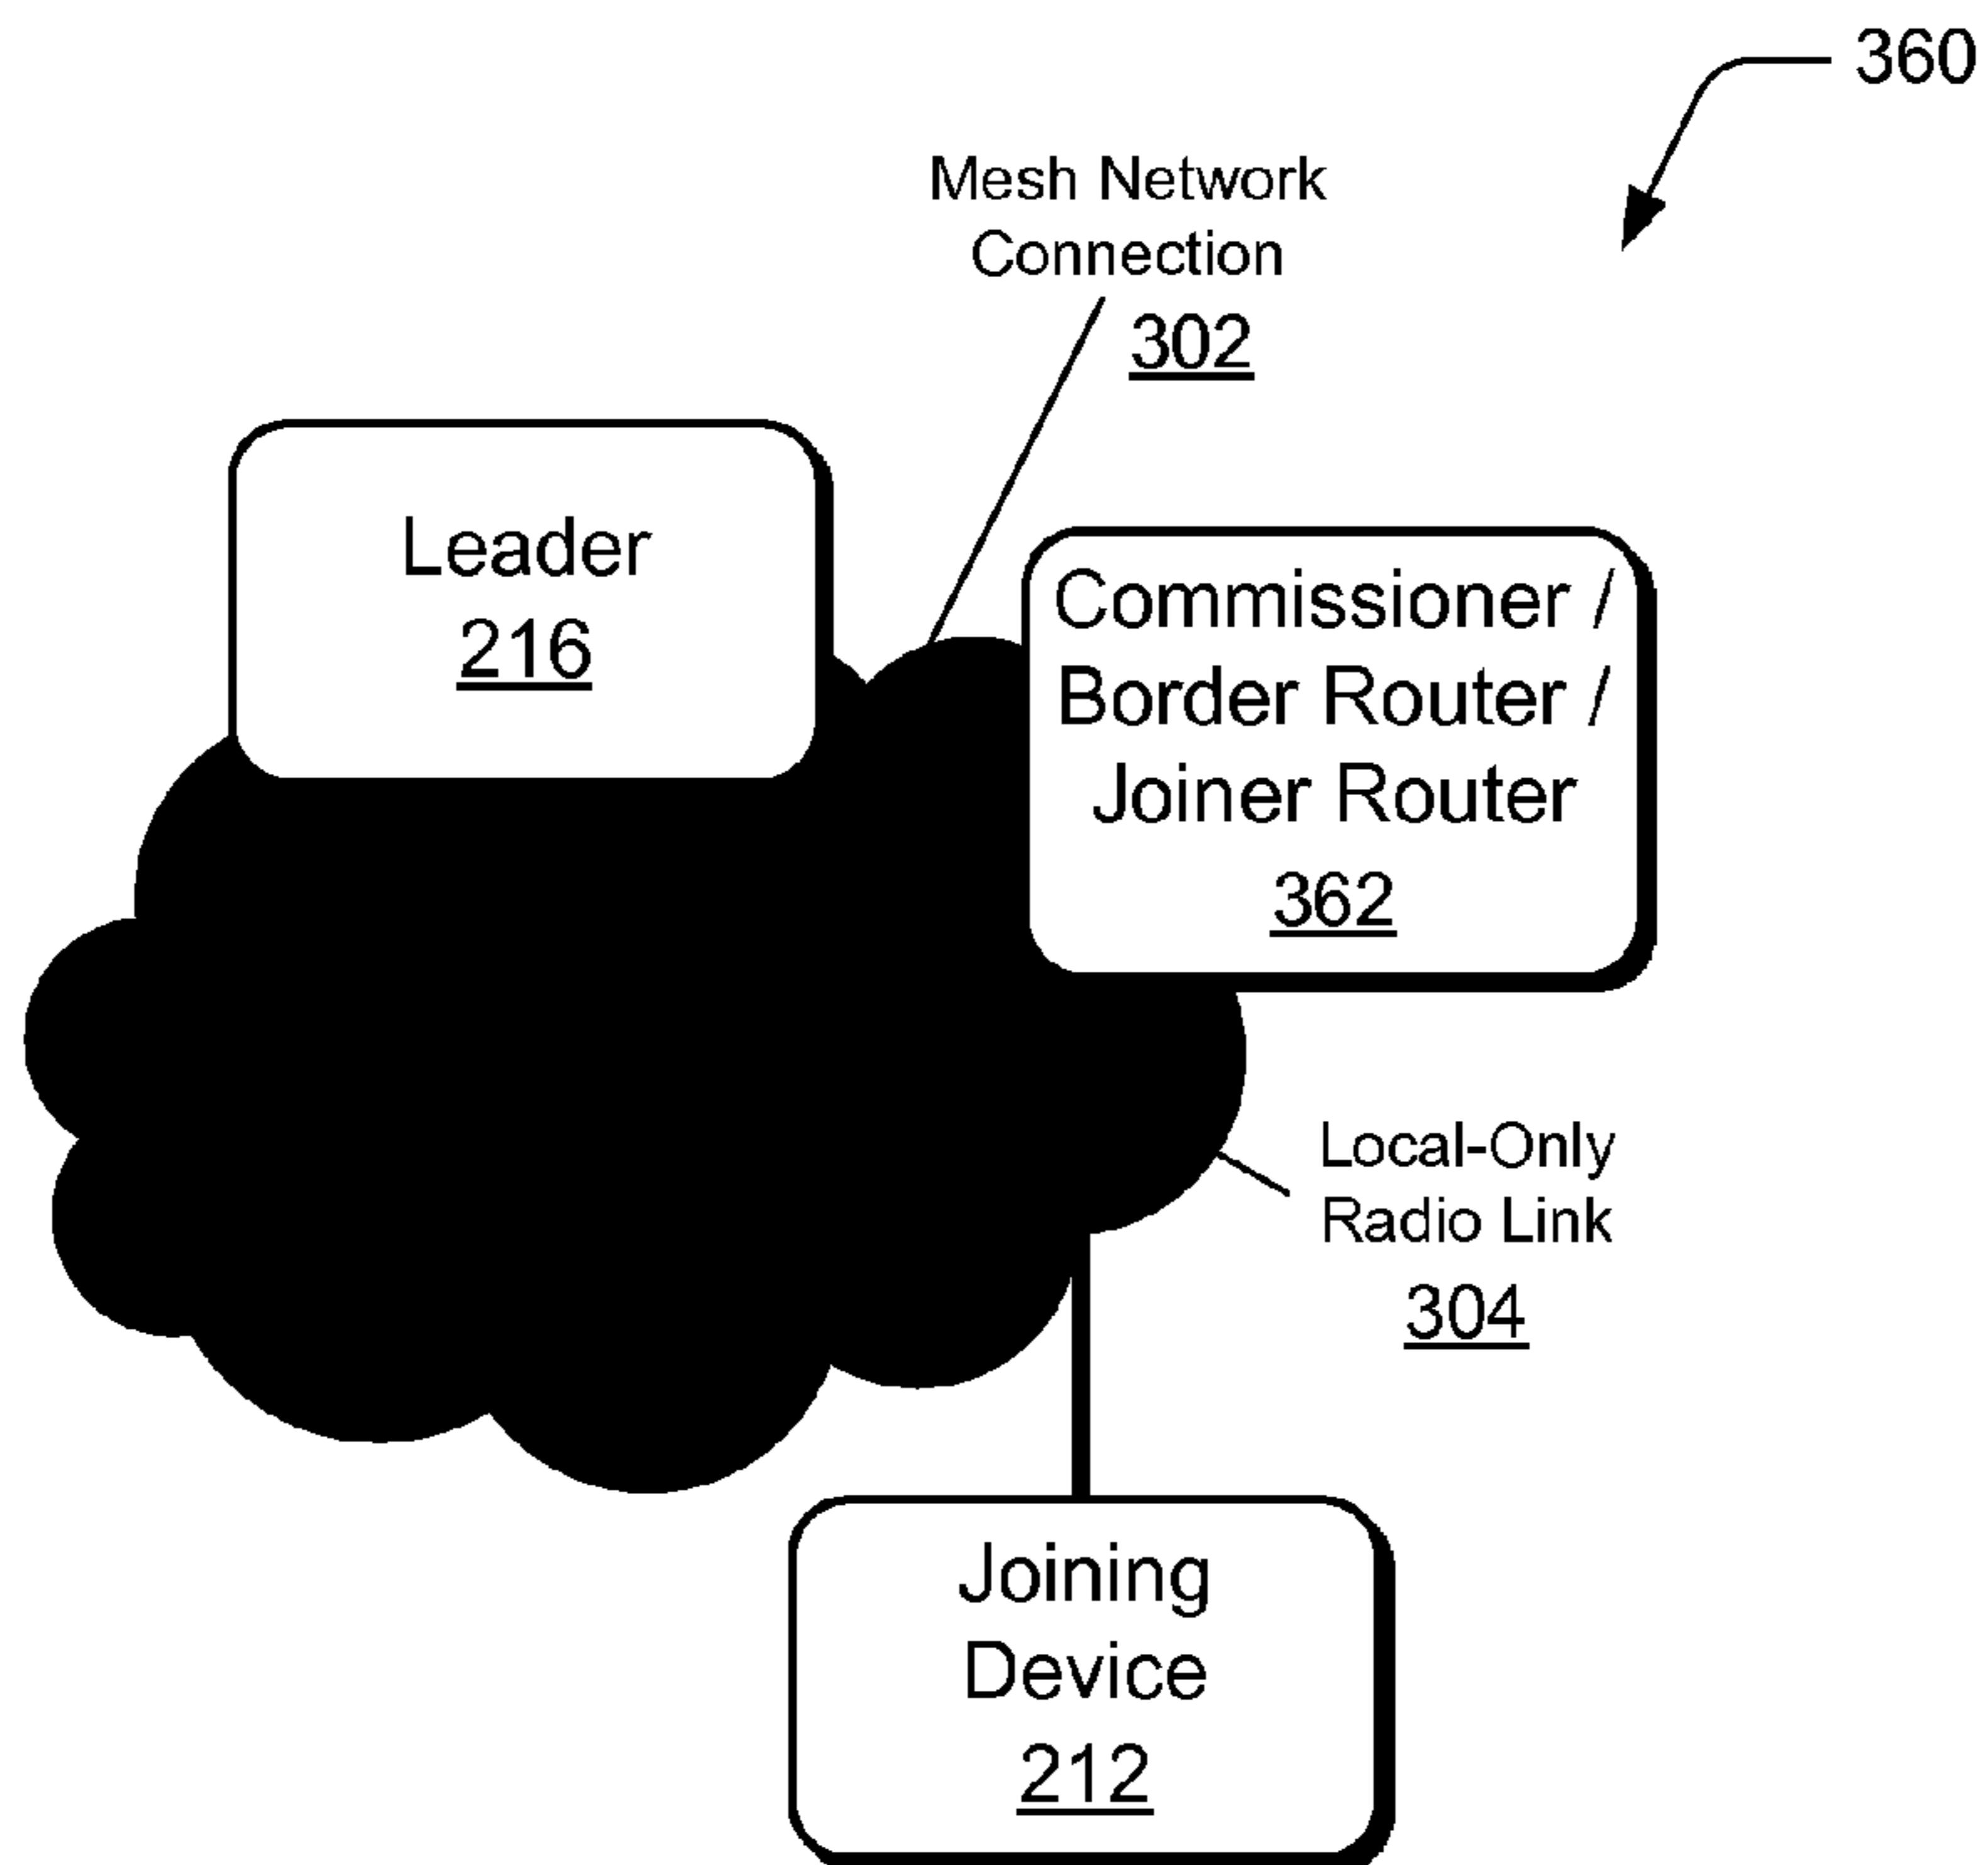 360
Mesh Network
Connection
302
Leader
216
Commissioner /
Border Router /
Joiner Router
362
Local-Only
Radio Link
304
Joining
Device
212